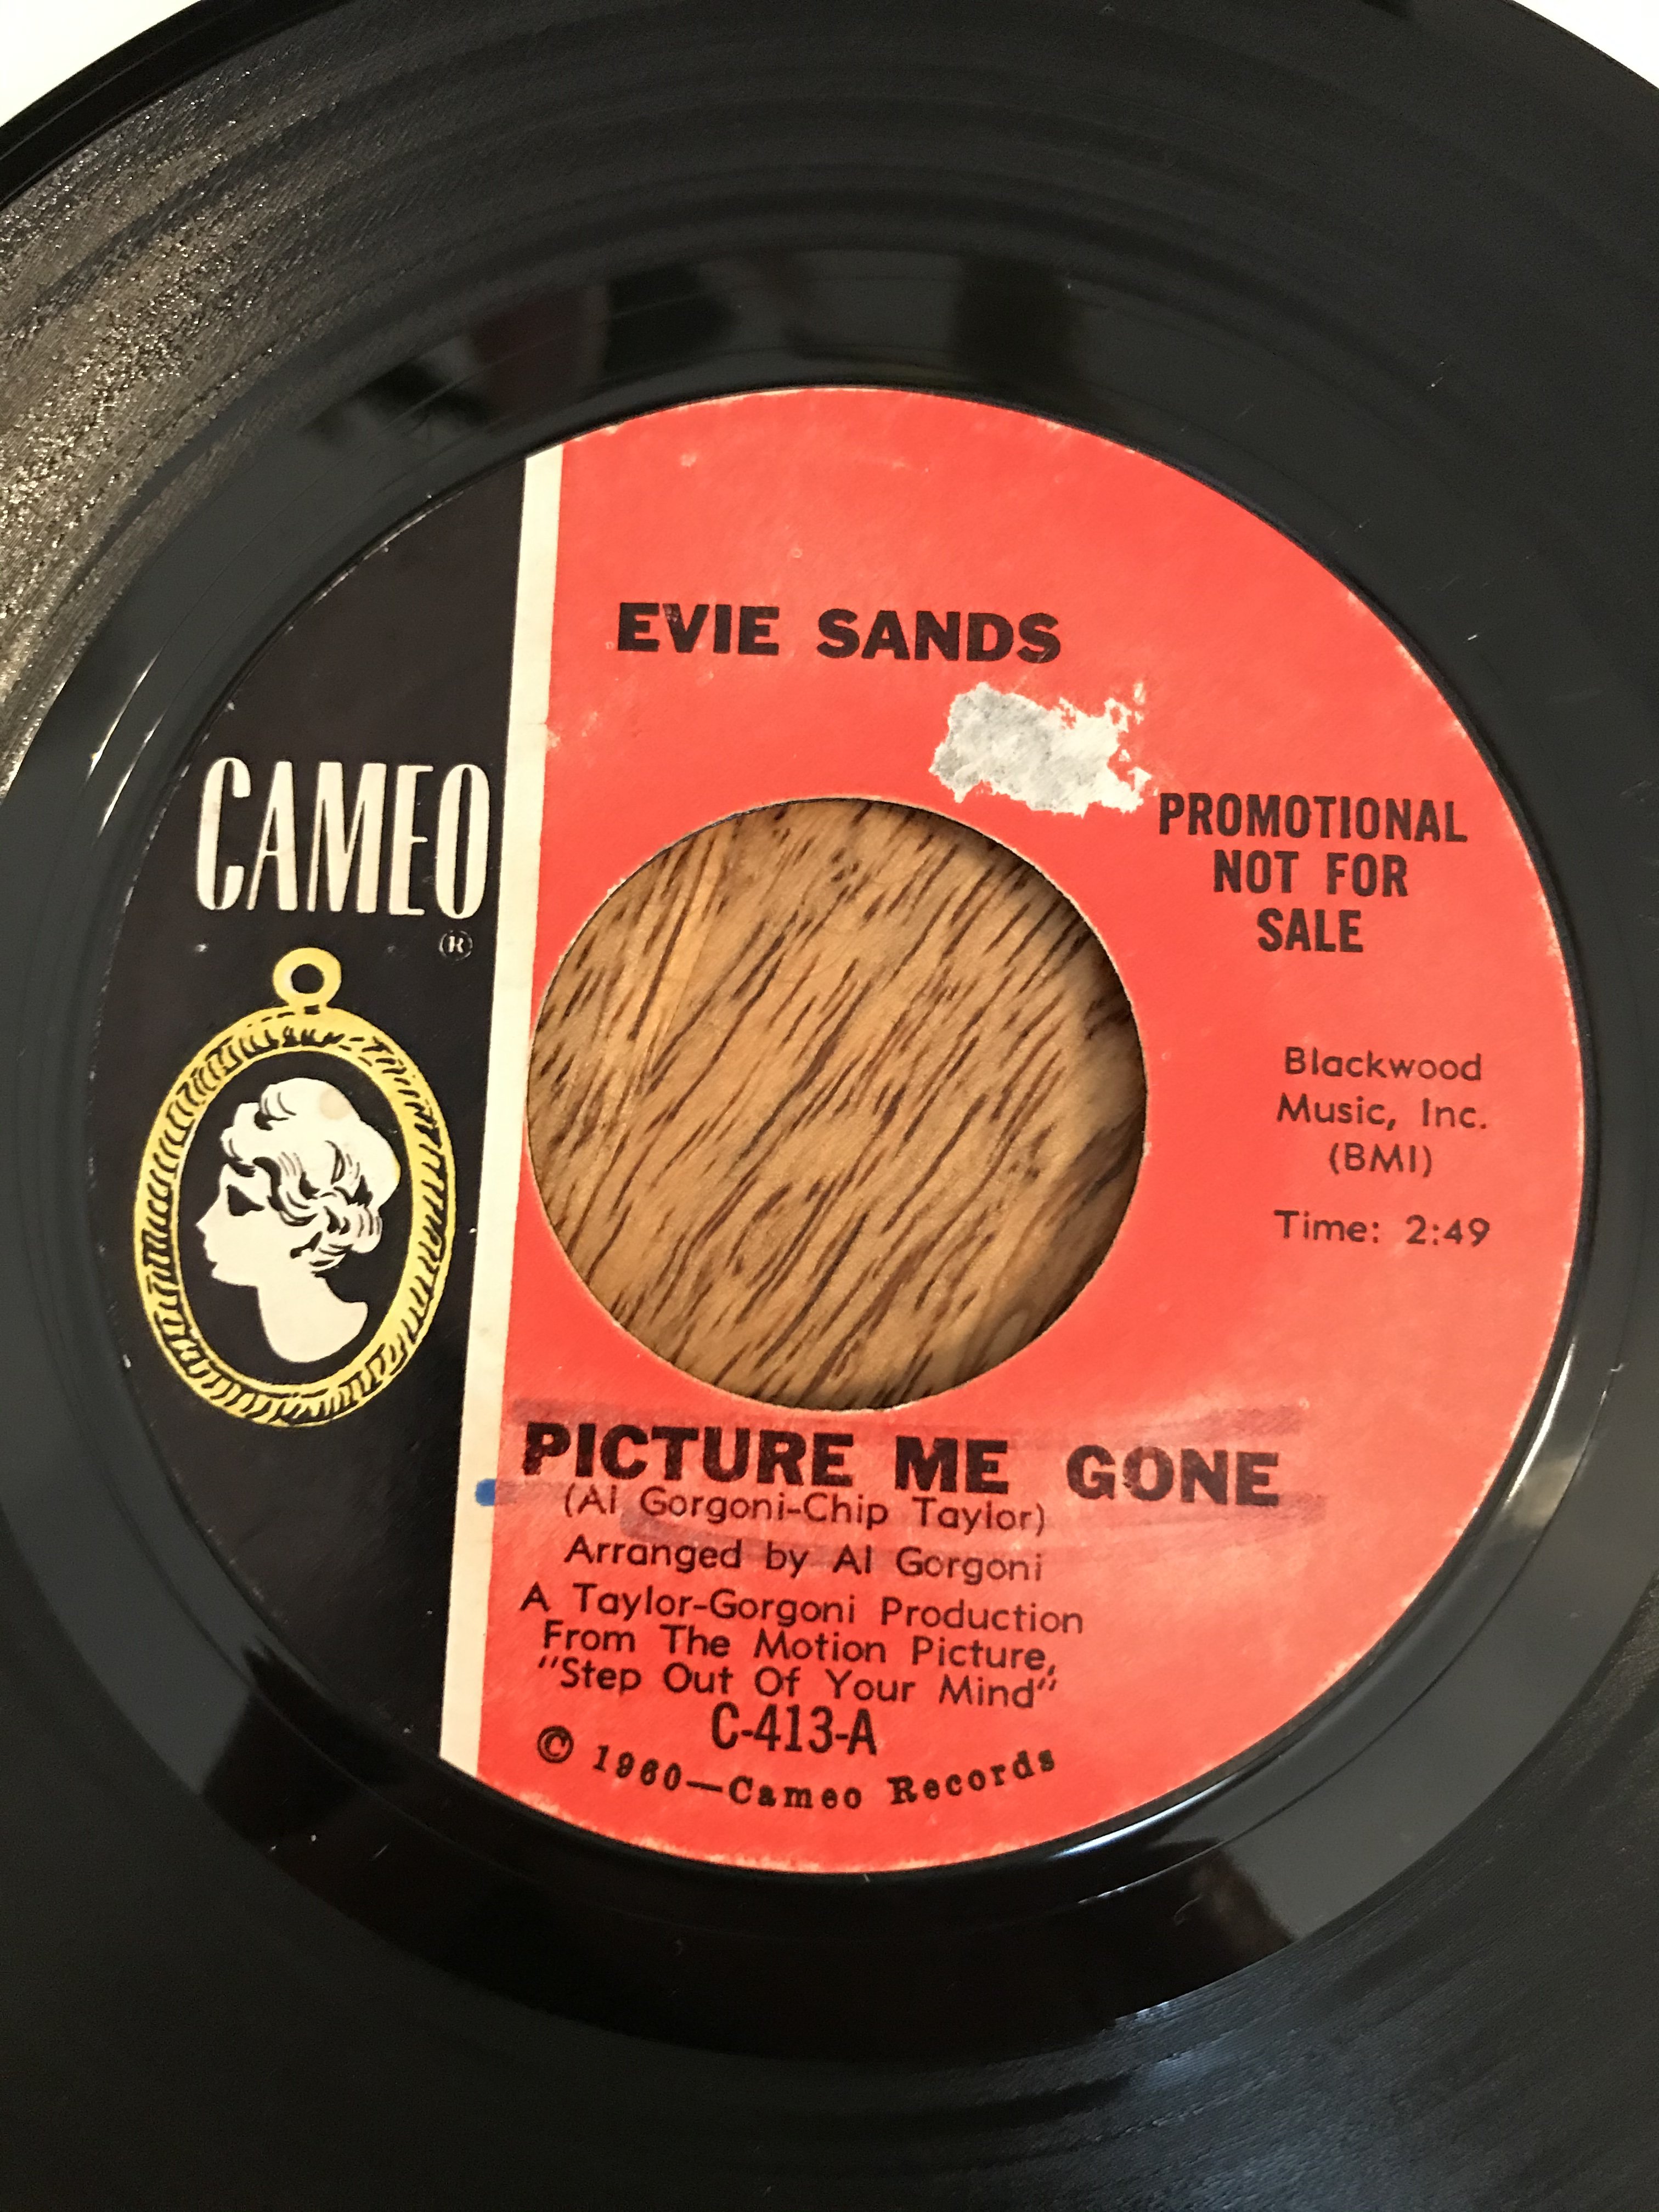 EVIE SANDS
CAMEO
®
PROMOTIONAL
NOT FOR
SALE
Blackwood
Music, Inc.
(BMI)
Time: 2:49
PICTURE ME GONE
(Al Gorgoni-Chip Taylor)
Arranged by Al Gorgoni
A Taylor-Gorgoni Production
From The Motion Picture,
"Step Out Of Your Mind"
C-413-A
© 1960—Cameo Records